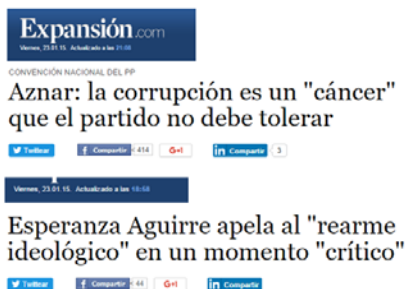 Expansión.com
Viernes, 23.01.15. Actualizado a las 21:08
CONVENCIÓN NACIONAL DEL PP
Aznar: la corrupción es un "cáncer"
que el partido no debe tolerar
Twittear Compartir 414 G+1 Compartir 3
Viernes, 23.01.15. Actualizado a las 18:58
Esperanza Aguirre apela al "rearme
ideológico" en un momento "crítico"
Twittear Compartir 44 G+1 Compartir